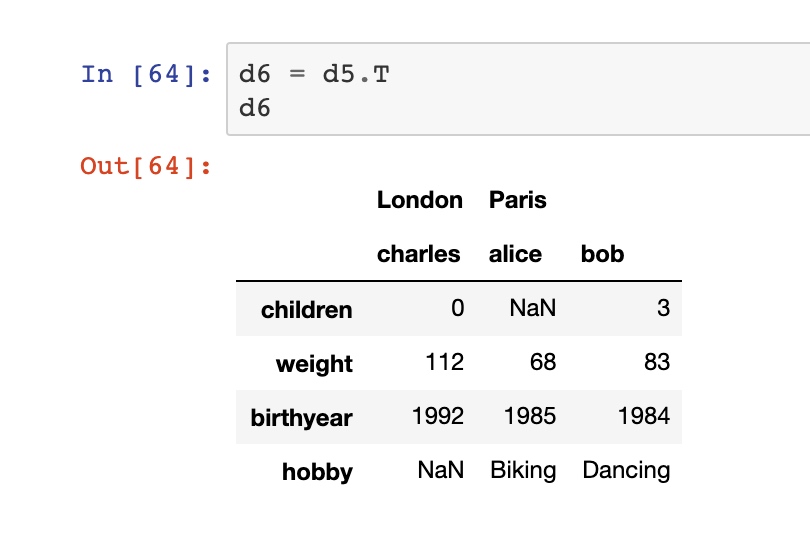 In [64]: d6 = d5.T
d6
Out[64]:
London Paris
charles alice bob
children 0 NaN 3
weight 112 68 83
birthyear 1992 1985 1984
hobby NaN Biking Dancing